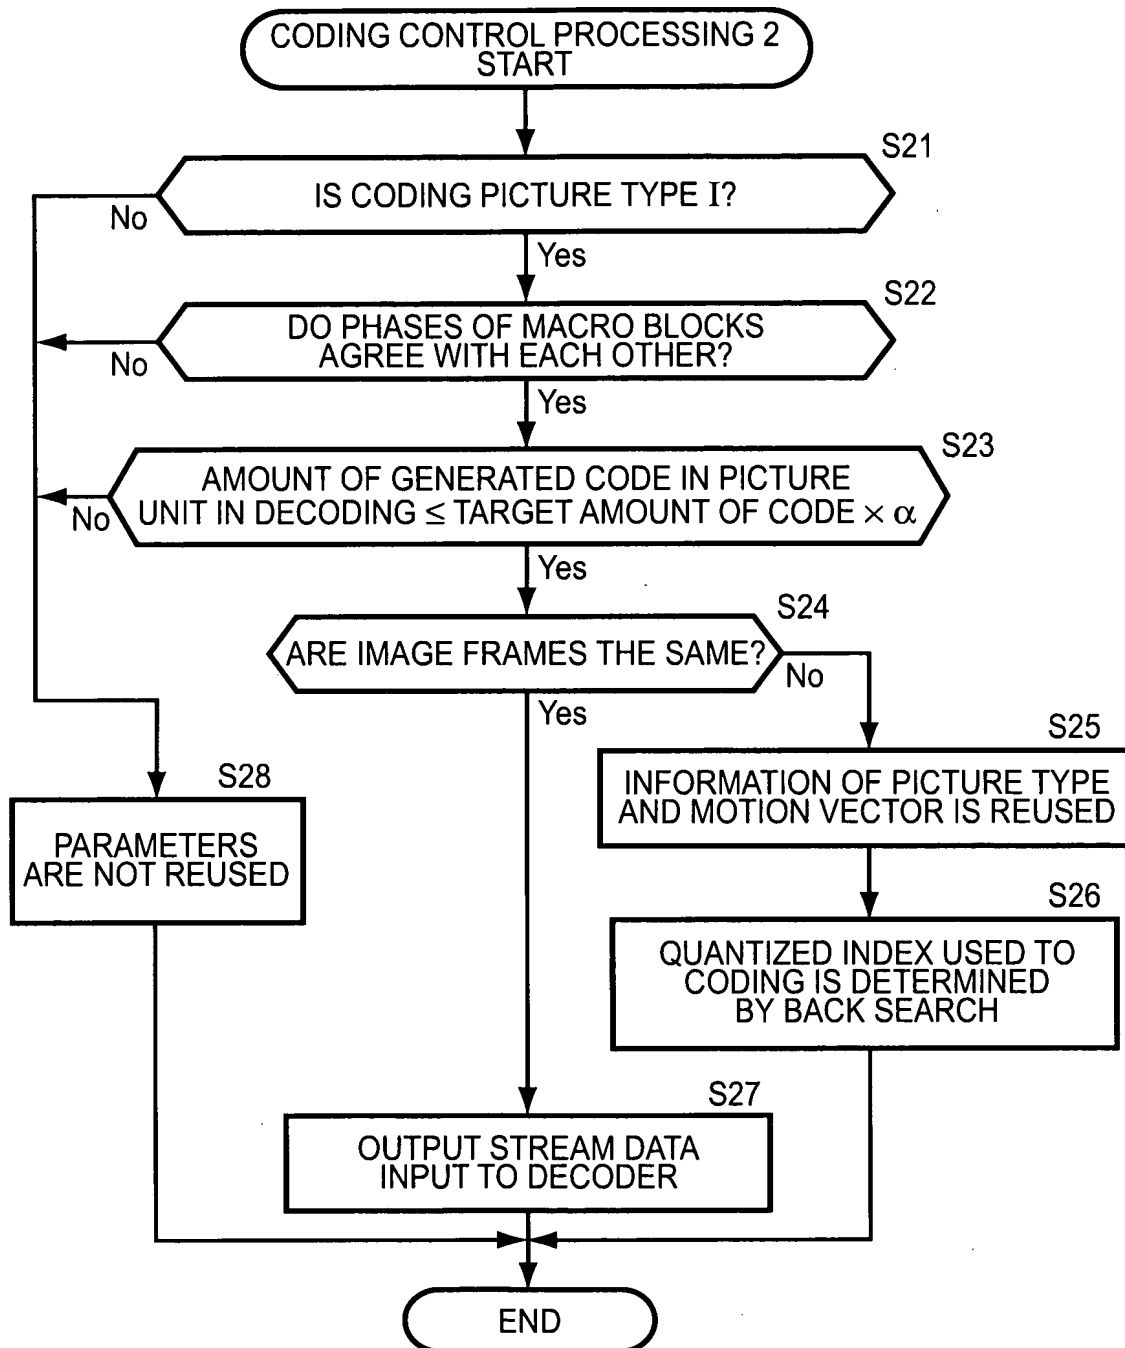 CODING CONTROL PROCESSING 2
START
S21
IS CODING PICTURE TYPE I?
No
Yes
S22
DO PHASES OF MACRO BLOCKS
AGREE WITH EACH OTHER?
No
Yes
S23
AMOUNT OF GENERATED CODE IN PICTURE
UNIT IN DECODING ≤ TARGET AMOUNT OF CODE × α
No
Yes
S24
ARE IMAGE FRAMES THE SAME?
No
Yes
S25
INFORMATION OF PICTURE TYPE
AND MOTION VECTOR IS REUSED
S28
PARAMETERS
ARE NOT REUSED
S26
QUANTIZED INDEX USED TO
CODING IS DETERMINED
BY BACK SEARCH
S27
OUTPUT STREAM DATA
INPUT TO DECODER
END